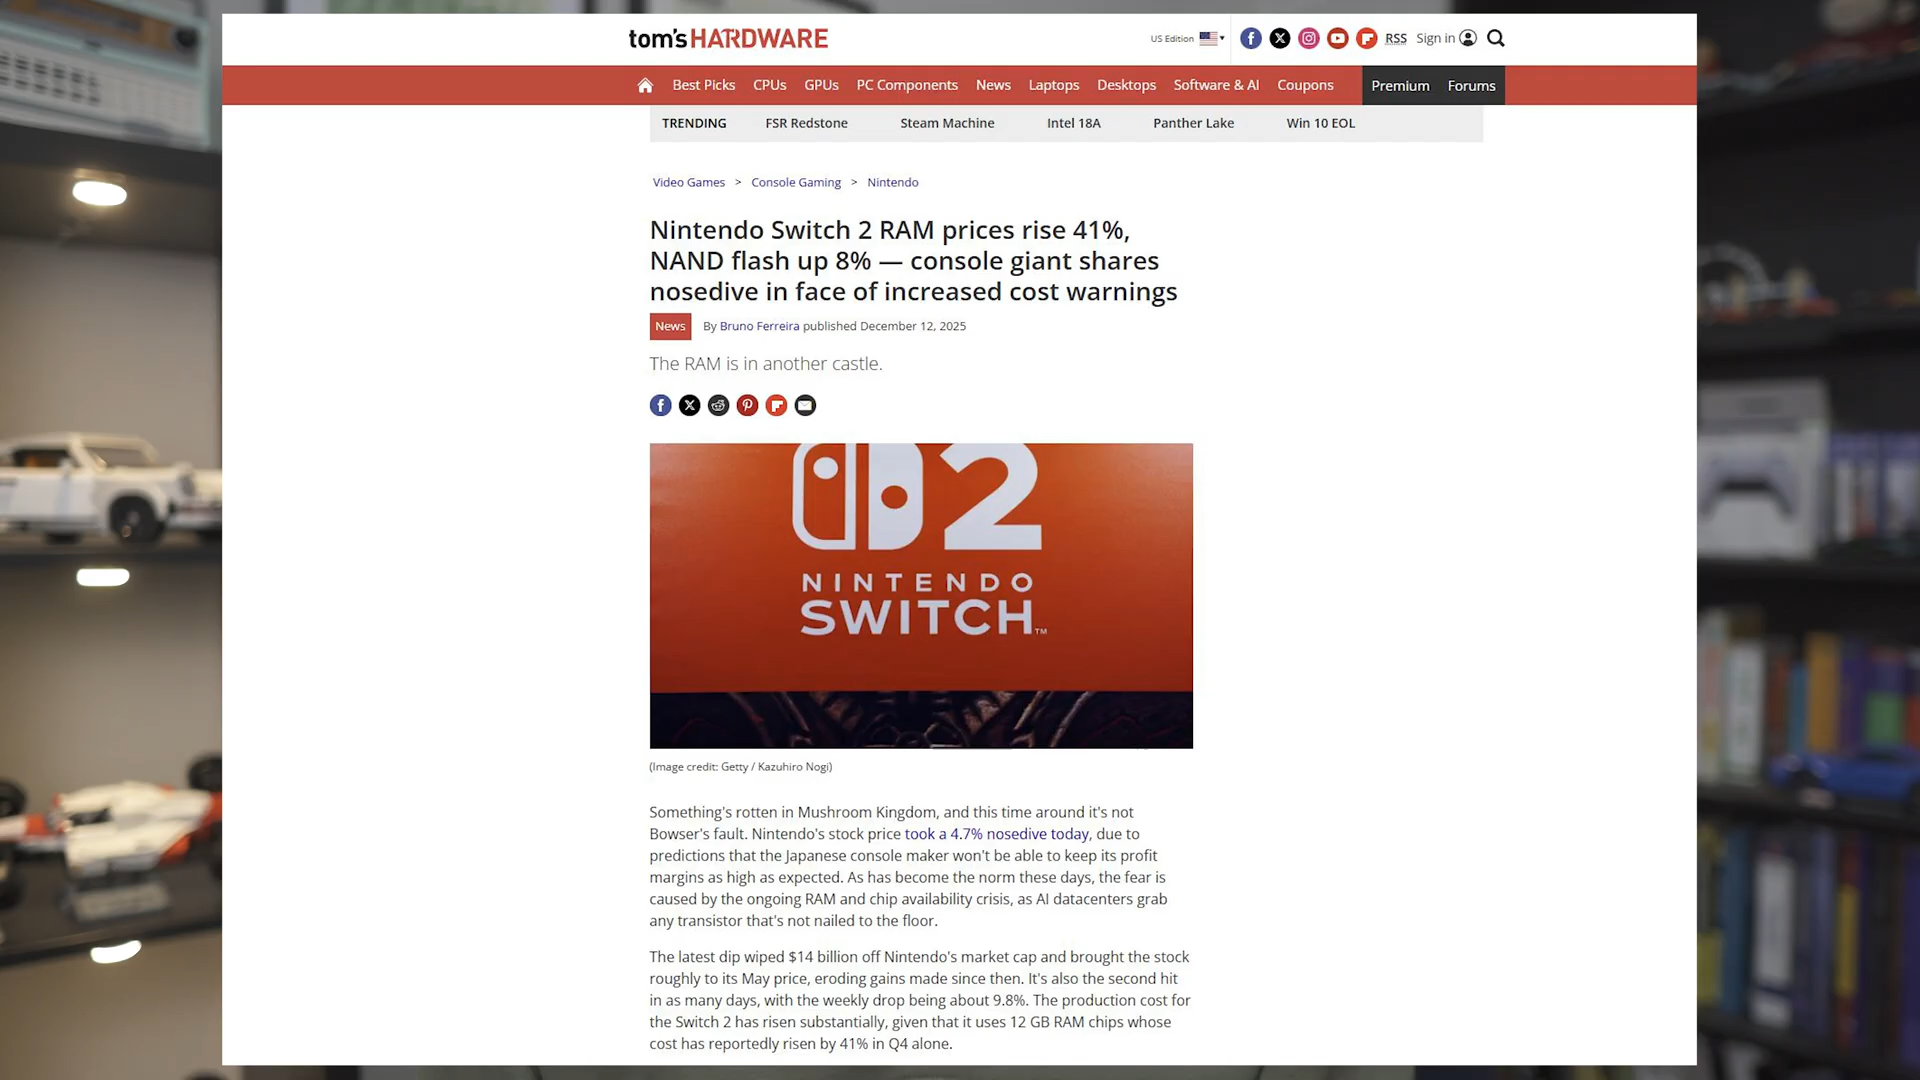 tom's HARDWARE
US Edition
RSS
Sign in
Best Picks
CPUs
GPUs
PC Components
News
Laptops
Desktops
Software & AI
Coupons
Premium
Forums
TRENDING
FSR Redstone
Steam Machine
Intel 18A
Panther Lake
Win 10 EOL
Video Games > Console Gaming > Nintendo
Nintendo Switch 2 RAM prices rise 41%,
NAND flash up 8% — console giant shares
nosedive in face of increased cost warnings
News
By Bruno Ferreira published December 12, 2025
The RAM is in another castle.
2
NINTENDO
SWITCH™
(Image credit: Getty / Kazuhiro Nogi)
Something's rotten in Mushroom Kingdom, and this time around it's not
Bowser's fault. Nintendo's stock price took a 4.7% nosedive today, due to
predictions that the Japanese console maker won't be able to keep its profit
margins as high as expected. As has become the norm these days, the fear is
caused by the ongoing RAM and chip availability crisis, as AI datacenters grab
any transistor that's not nailed to the floor.
The latest dip wiped $14 billion off Nintendo's market cap and brought the stock
roughly to its May price, eroding gains made since then. It's also the second hit
in as many days, with the weekly drop being about 9.8%. The production cost for
the Switch 2 has risen substantially, given that it uses 12 GB RAM chips whose
cost has reportedly risen by 41% in Q4 alone.